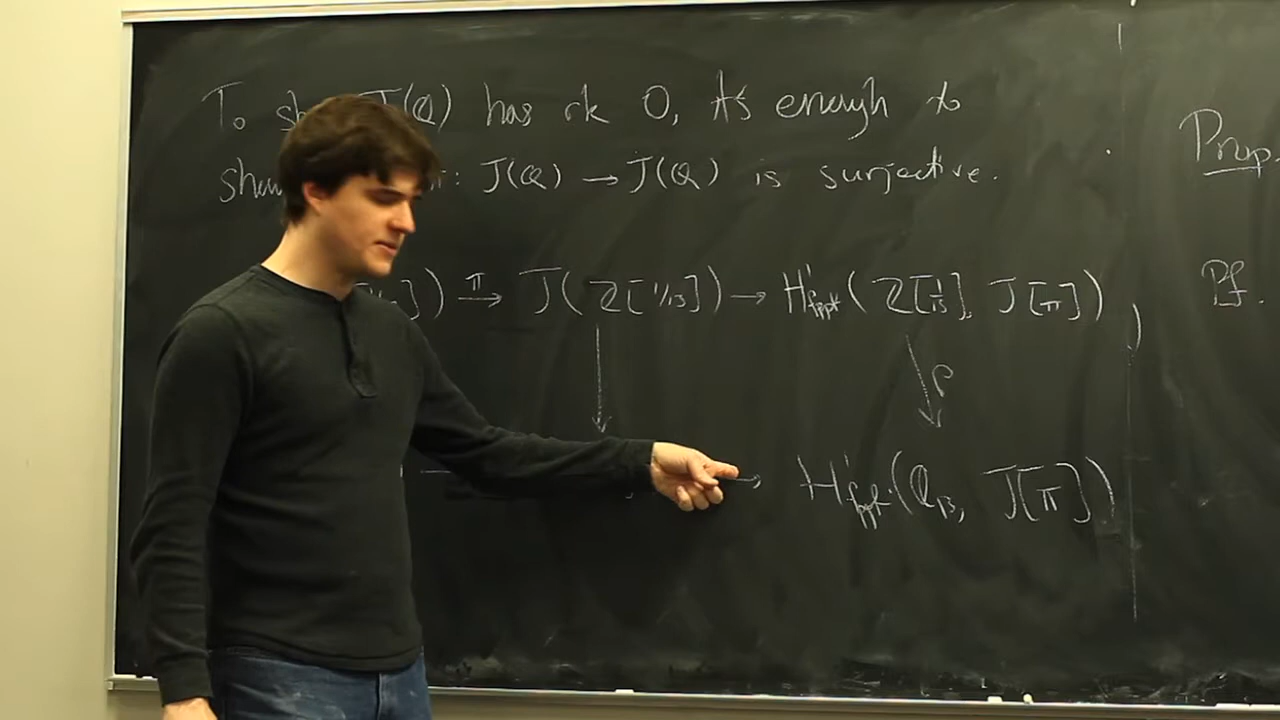 To sh J(Q) has rk 0, it's enough to
show : J(Q) → J(Q) is surjective.
]) π→ J(Z[1/13]) → H¹fppf(Z[1/13], J[π])
ρ
→ H¹fppf(Q₁₃, J[π])
Prop.
Pf.